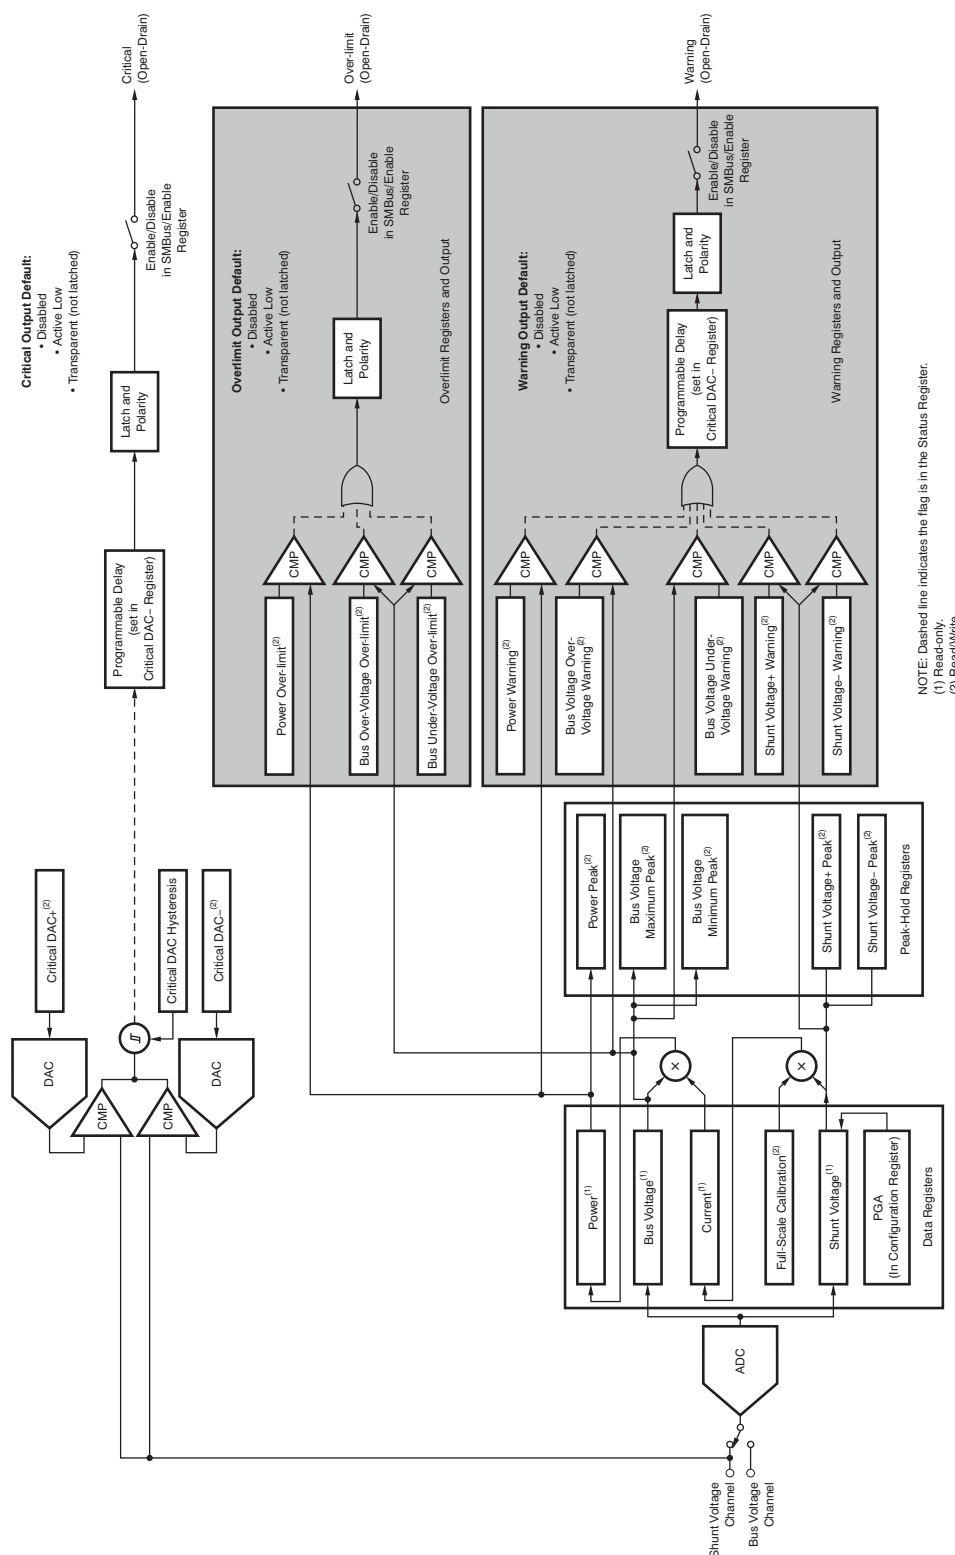 Critical Output Default:
• Disabled
• Active Low
• Transparent (not latched)
Critical DAC+(2)
DAC
CMP
CMP
DAC
Critical DAC Hysteresis
Critical DAC−(2)
Programmable Delay
(set in
Critical DAC− Register)
Latch and
Polarity
Enable/Disable
in SMBus/Enable
Register
Critical
(Open-Drain)
Overlimit Output Default:
• Disabled
• Active Low
• Transparent (not latched)
Power Over-limit(2)
Bus Over-Voltage Over-limit(2)
Bus Under-Voltage Over-limit(2)
CMP
CMP
CMP
Latch and
Polarity
Enable/Disable
in SMBus/Enable
Register
Over-limit
(Open-Drain)
Overlimit Registers and Output
Warning Output Default:
• Disabled
• Active Low
• Transparent (not latched)
Power Warning(2)
Bus Voltage Over-
Voltage Warning(2)
Bus Voltage Under-
Voltage Warning(2)
Shunt Voltage+ Warning(2)
Shunt Voltage− Warning(2)
CMP
CMP
CMP
CMP
CMP
Programmable Delay
(set in
Critical DAC− Register)
Latch and
Polarity
Enable/Disable
in SMBus/Enable
Register
Warning
(Open-Drain)
Warning Registers and Output
Power Peak(2)
Bus Voltage
Maximum Peak(2)
Bus Voltage
Minimum Peak(2)
Shunt Voltage+ Peak(2)
Shunt Voltage− Peak(2)
Peak-Hold Registers
×
×
Power(1)
Bus Voltage(1)
Current(1)
Full-Scale Calibration(2)
Shunt Voltage(1)
PGA
(In Configuration Register)
Data Registers
ADC
Shunt Voltage
Channel
Bus Voltage
Channel
NOTE: Dashed line indicates the flag is in the Status Register.
(1) Read-only.
(2) Read/Write